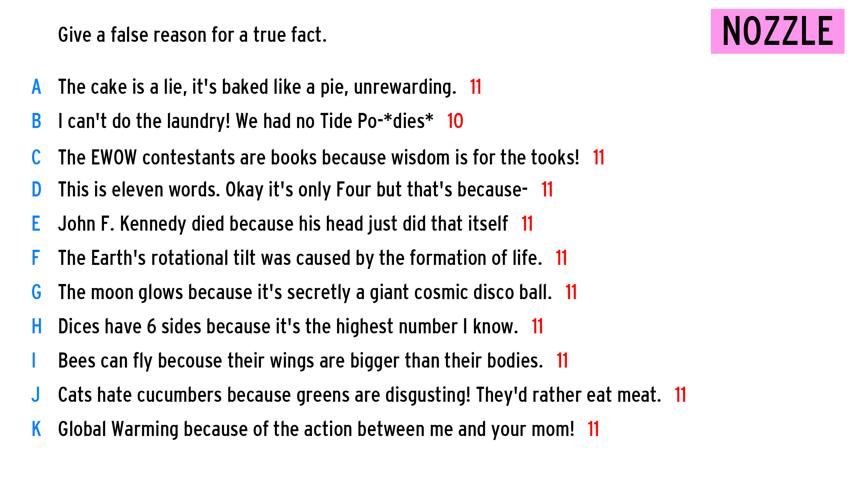 Give a false reason for a true fact.
NOZZLE
A The cake is a lie, it's baked like a pie, unrewarding. 11
B I can't do the laundry! We had no Tide Po-*dies* 10
C The EWOW contestants are books because wisdom is for the tooks! 11
D This is eleven words. Okay it's only Four but that's because- 11
E John F. Kennedy died because his head just did that itself 11
F The Earth's rotational tilt was caused by the formation of life. 11
G The moon glows because it's secretly a giant cosmic disco ball. 11
H Dices have 6 sides because it's the highest number I know. 11
I Bees can fly becouse their wings are bigger than their bodies. 11
J Cats hate cucumbers because greens are disgusting! They'd rather eat meat. 11
K Global Warming because of the action between me and your mom! 11